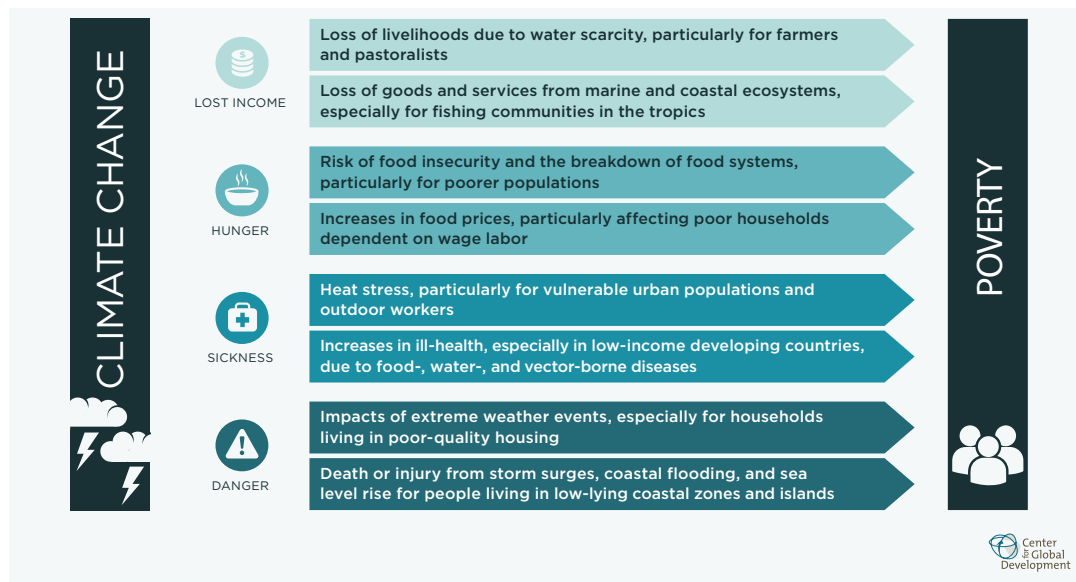 CLIMATE CHANGE
LOST INCOME
Loss of livelihoods due to water scarcity, particularly for farmers
and pastoralists
Loss of goods and services from marine and coastal ecosystems,
especially for fishing communities in the tropics
HUNGER
Risk of food insecurity and the breakdown of food systems,
particularly for poorer populations
Increases in food prices, particularly affecting poor households
dependent on wage labor
SICKNESS
Heat stress, particularly for vulnerable urban populations and
outdoor workers
Increases in ill-health, especially in low-income developing countries,
due to food-, water-, and vector-borne diseases
DANGER
Impacts of extreme weather events, especially for households
living in poor-quality housing
Death or injury from storm surges, coastal flooding, and sea
level rise for people living in low-lying coastal zones and islands
POVERTY
Center
for Global
Development